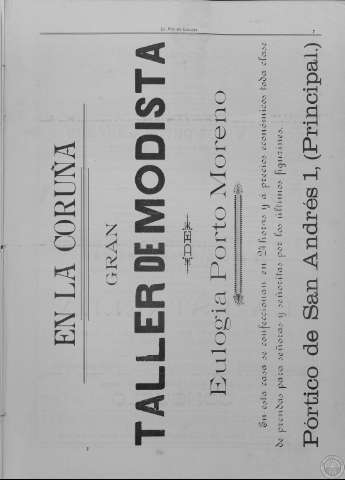 EN LA CORUÑA
GRAN
TALLER DE MODISTA
DE
Eulogia Porto Moreno
En esta casa se confeccionan en 24 horas y á precios económicos toda clase
de prendas para señoras y señoritas por los últimos figurines.
Pórtico de San Andrés 1, (Principal.)